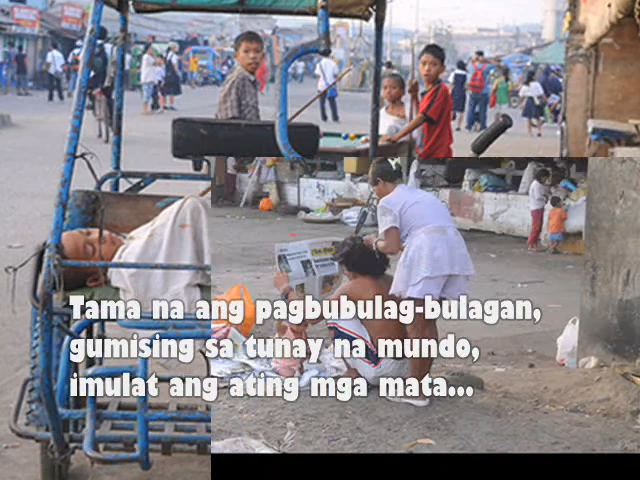 Tama na ang pagbubulag-bulagan,
gumising sa tunay na mundo,
imulat ang ating mga mata...